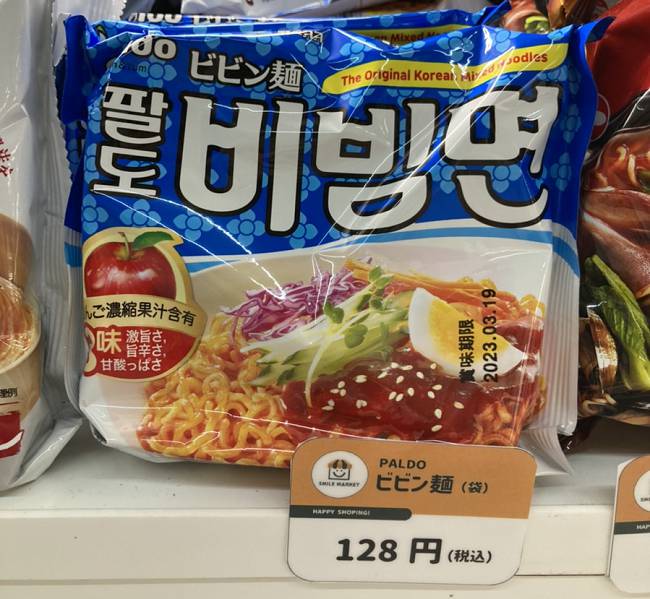 ビビン麺
The Original Korean Mixed Noodles
팔도
비빔면
んご濃縮果汁含有
味
激旨さ,
旨辛さ,
甘酸っぱさ
賞味期限
2023.03.19
SMILE MARKET
PALDO
ビビン麺(袋)
HAPPY SHOPING!
128 円(税込)